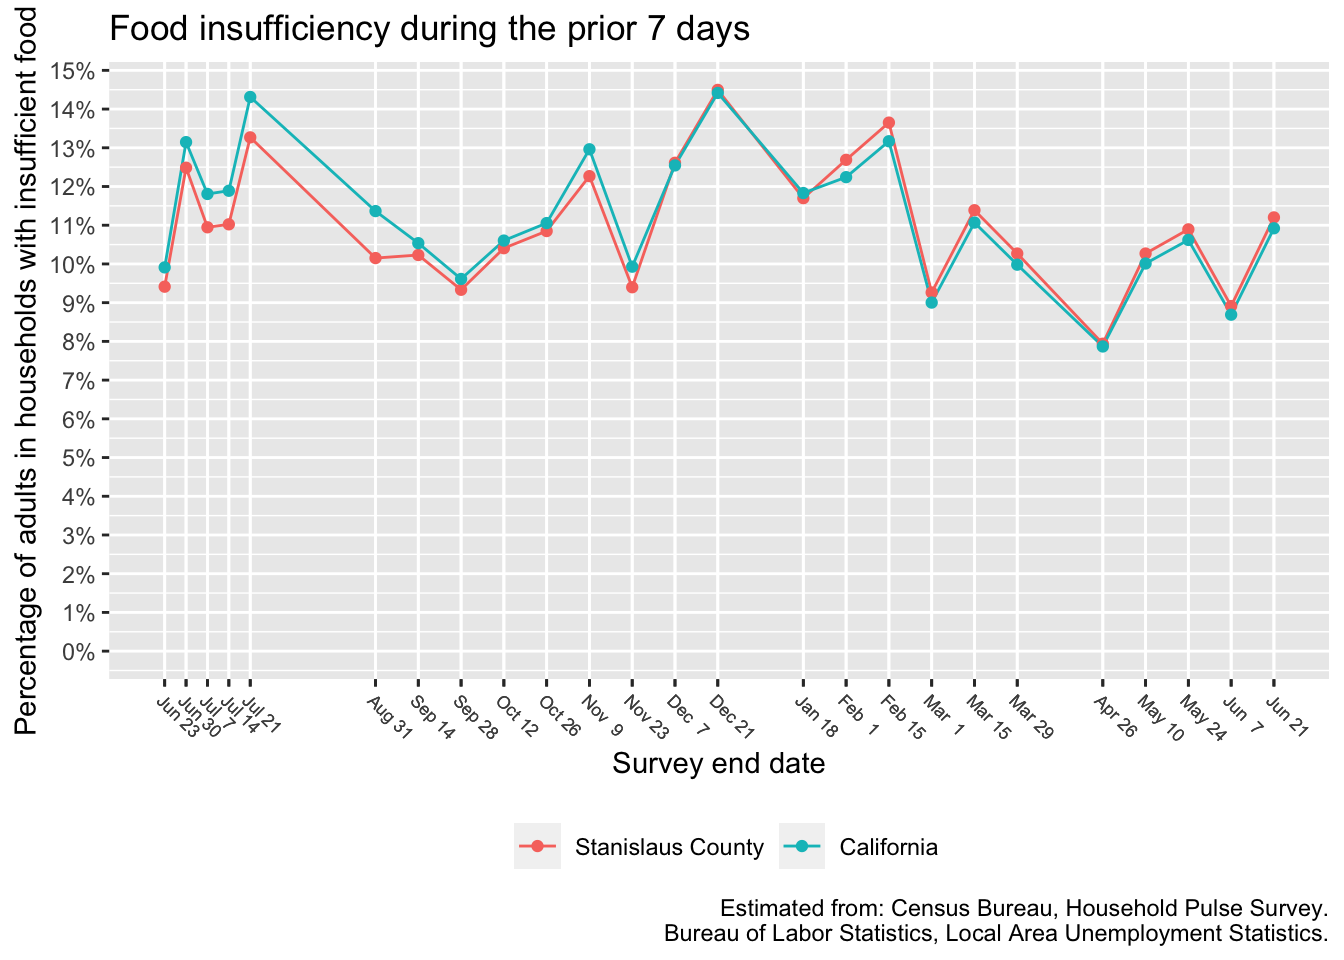 Food insufficiency during the prior 7 days
Percentage of adults in households with insufficient food
15%
14%
13%
12%
11%
10%
9%
8%
7%
6%
5%
4%
3%
2%
1%
0%
Jun 23
Jun 30
Jul 7
Jul 14
Jul 21
Aug 31
Sep 14
Sep 28
Oct 12
Oct 26
Nov 9
Nov 23
Dec 7
Dec 21
Jan 18
Feb 1
Feb 15
Mar 1
Mar 15
Mar 29
Apr 26
May 10
May 24
Jun 7
Jun 21
Survey end date
Stanislaus County
California
Estimated from: Census Bureau, Household Pulse Survey.
Bureau of Labor Statistics, Local Area Unemployment Statistics.